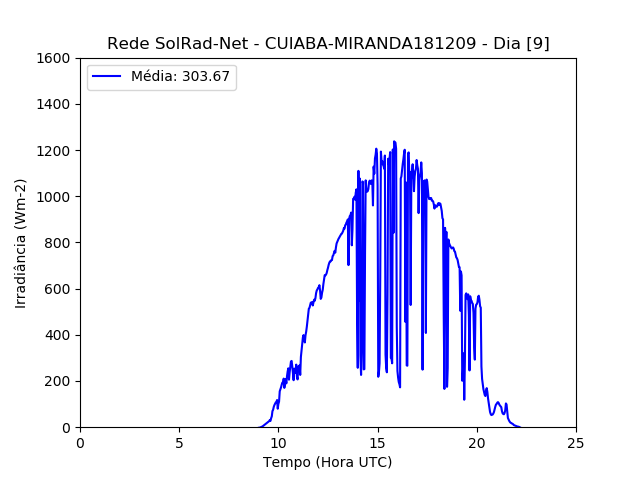 Rede SolRad-Net - CUIABA-MIRANDA181209 - Dia [9]
Média: 303.67
1600
1400
1200
1000
800
600
400
200
0
Irradiância (Wm-2)
0 5 10 15 20 25
Tempo (Hora UTC)